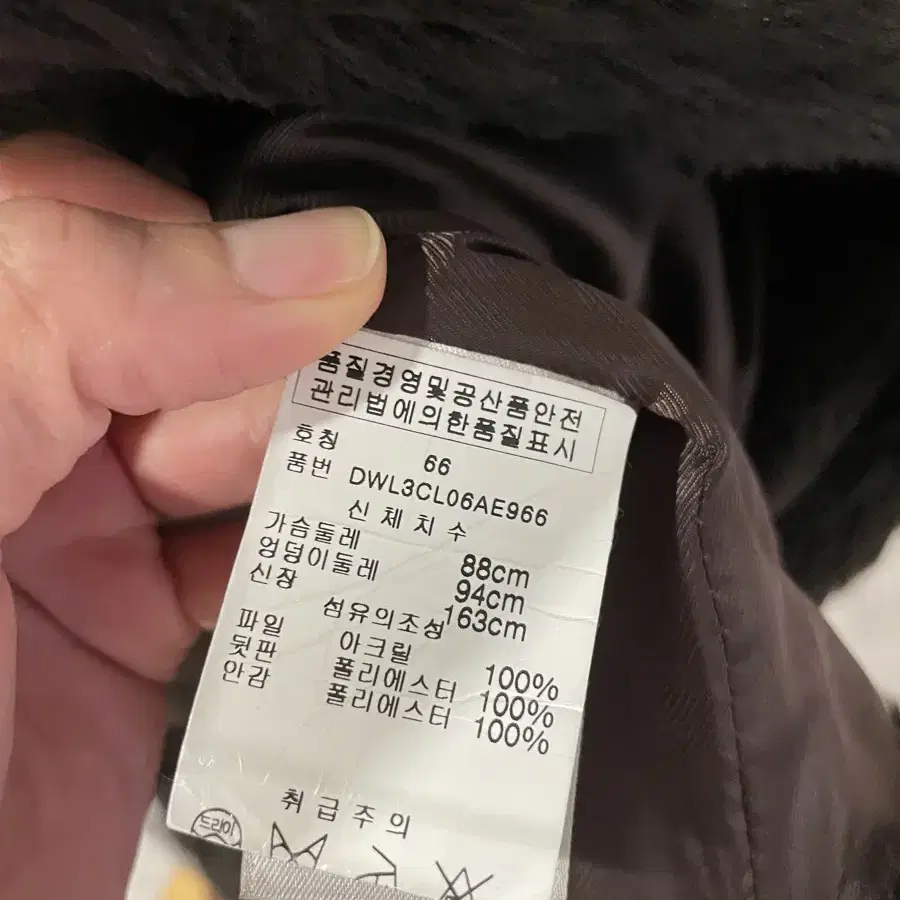 품질경영및공산품안전
관리법에의한품질표시
호칭 66
품번 DWL3CL06AE966
신체치수
가슴둘레 88cm
엉덩이둘레 94cm
신장 163cm
섬유의조성
파일 아크릴 100%
뒷판 폴리에스터 100%
안감 폴리에스터 100%
취급주의
드라이